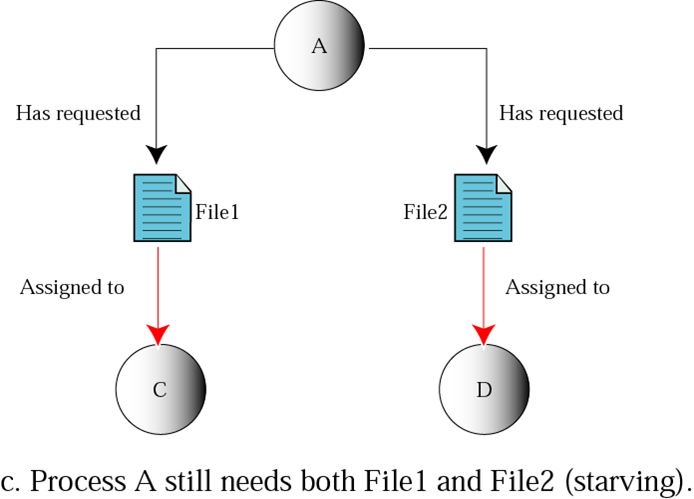 A
Has requested
Has requested
File1
File2
Assigned to
Assigned to
C
D
c. Process A still needs both File1 and File2 (starving).